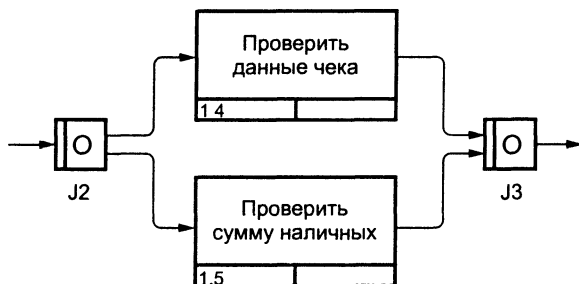 Проверить
данные чека
1 4
O
J2
O
J3
Проверить
сумму наличных
1.5